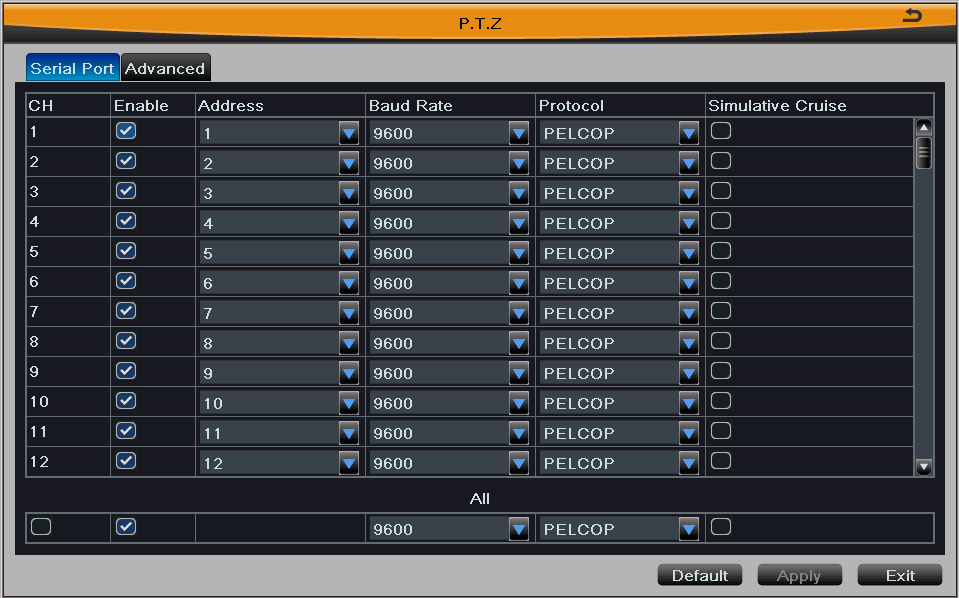 P.T.Z
Serial Port Advanced
CH Enable Address Baud Rate Protocol Simulative Cruise
1 1 9600 PELCOP
2 2 9600 PELCOP
3 3 9600 PELCOP
4 4 9600 PELCOP
5 5 9600 PELCOP
6 6 9600 PELCOP
7 7 9600 PELCOP
8 8 9600 PELCOP
9 9 9600 PELCOP
10 10 9600 PELCOP
11 11 9600 PELCOP
12 12 9600 PELCOP
All
9600 PELCOP
Default Apply Exit